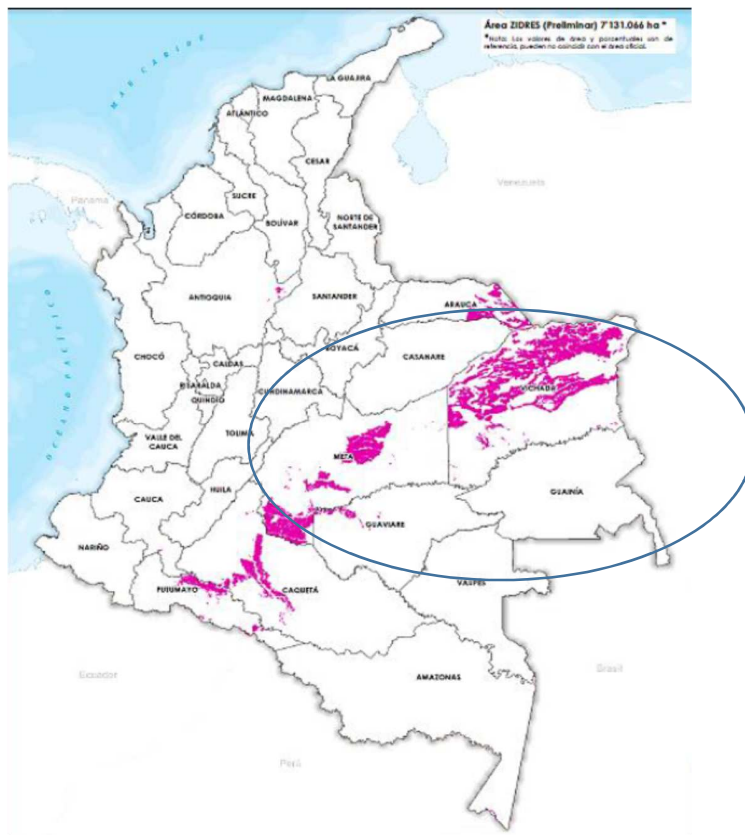 Área ZIDRES (Preliminar) 7'131.066 ha *
*Nota: Los valores de área y porcentuales son de
referencia, pueden no coincidir con el área oficial.
MAR CARIBE
LA GUAJIRA
MAGDALENA
ATLÁNTICO
CESAR
Venezuela
Panamá
SUCRE
CÓRDOBA
BOLÍVAR
NORTE DE
SANTANDER
ANTIOQUIA
SANTANDER
ARAUCA
OCÉANO PACÍFICO
CHOCÓ
BOYACÁ
CASANARE
CALDAS
RISARALDA
CUNDINAMARCA
QUINDÍO
VICHADA
VALLE DEL
CAUCA
TOLIMA
META
CAUCA
HUILA
GUAINÍA
GUAVIARE
NARIÑO
PUTUMAYO
CAQUETÁ
VAUPÉS
Ecuador
AMAZONAS
Brasil
Perú